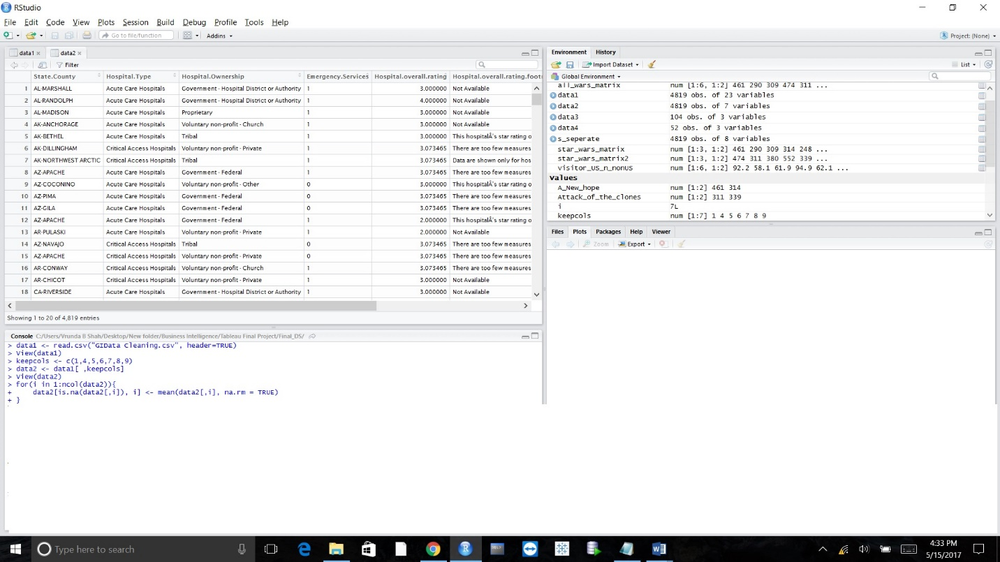 RStudio
File Edit Code View Plots Session Build Debug Profile Tools Help
Go to file/function Addins Project: (None)
data1 data2
Filter
State.County Hospital.Type Hospital.Ownership Emergency.Services Hospital.overall.rating Hospital.overall.rating.footn
1 AL-MARSHALL Acute Care Hospitals Government - Hospital District or Authority 1 3.000000 Not Available
2 AL-RANDOLPH Acute Care Hospitals Government - Hospital District or Authority 1 4.000000 Not Available
3 AL-MADISON Acute Care Hospitals Proprietary 1 3.000000 Not Available
4 AK-ANCHORAGE Acute Care Hospitals Voluntary non-profit - Church 1 3.000000 Not Available
5 AK-BETHEL Acute Care Hospitals Tribal 1 3.000000 This hospitalÂ's star rating o
6 AK-DILLINGHAM Critical Access Hospitals Voluntary non-profit - Private 1 3.073465 There are too few measures
7 AK-NORTHWEST ARCTIC Critical Access Hospitals Tribal 1 3.073465 Data are shown only for hos
8 AZ-APACHE Acute Care Hospitals Government - Federal 1 3.073465 There are too few measures
9 AZ-COCONINO Acute Care Hospitals Voluntary non-profit - Other 0 3.000000 This hospitalÂ's star rating o
10 AZ-PIMA Acute Care Hospitals Government - Federal 0 3.073465 There are too few measures
11 AZ-GILA Acute Care Hospitals Government - Federal 0 3.073465 There are too few measures
12 AZ-APACHE Acute Care Hospitals Government - Federal 1 2.000000 This hospitalÂ's star rating o
13 AR-PULASKI Acute Care Hospitals Voluntary non-profit - Private 1 2.000000 Not Available
14 AZ-NAVAJO Critical Access Hospitals Tribal 0 3.073465 There are too few measures
15 AZ-APACHE Critical Access Hospitals Voluntary non-profit - Private 0 3.073465 There are too few measures
16 AR-CONWAY Critical Access Hospitals Voluntary non-profit - Church 1 3.073465 There are too few measures
17 AR-CHICOT Critical Access Hospitals Voluntary non-profit - Private 1 3.000000 Not Available
18 CA-RIVERSIDE Acute Care Hospitals Government - Hospital District or Authority 1 3.000000 Not Available
Showing 1 to 20 of 4,819 entries
Console C:/Users/Vrunda B Shah/Desktop/New folder/Business Intelligence/Tableau Final Project/Final_DS/
> data1 <- read.csv("GIData Cleaning.csv", header=TRUE)
> View(data1)
> keepcols <- c(1,4,5,6,7,8,9)
> data2 <- data1[ ,keepcols]
> View(data2)
> for(i in 1:ncol(data2)){
+ data2[is.na(data2[,i]), i] <- mean(data2[,i], na.rm = TRUE)
+ }
Environment History
Import Dataset List
Global Environment
all_wars_matrix num [1:6, 1:2] 461 290 309 474 311 ...
data1 4819 obs. of 23 variables
data2 4819 obs. of 7 variables
data3 104 obs. of 3 variables
data4 52 obs. of 3 variables
s_seperate 4819 obs. of 8 variables
star_wars_matrix num [1:3, 1:2] 461 290 309 314 248 ...
star_wars_matrix2 num [1:3, 1:2] 474 311 380 552 339 ...
visitor_US_n_nonUS num [1:6, 1:2] 92.2 58.1 61.9 94.9 62.1 ...
values
A_New_hope num [1:2] 461 314
Attack_of_the_clones num [1:2] 311 339
i 7L
keepcols num [1:7] 1 4 5 6 7 8 9
Files Plots Packages Help Viewer
Zoom Export
Type here to search
4:33 PM
5/15/2017